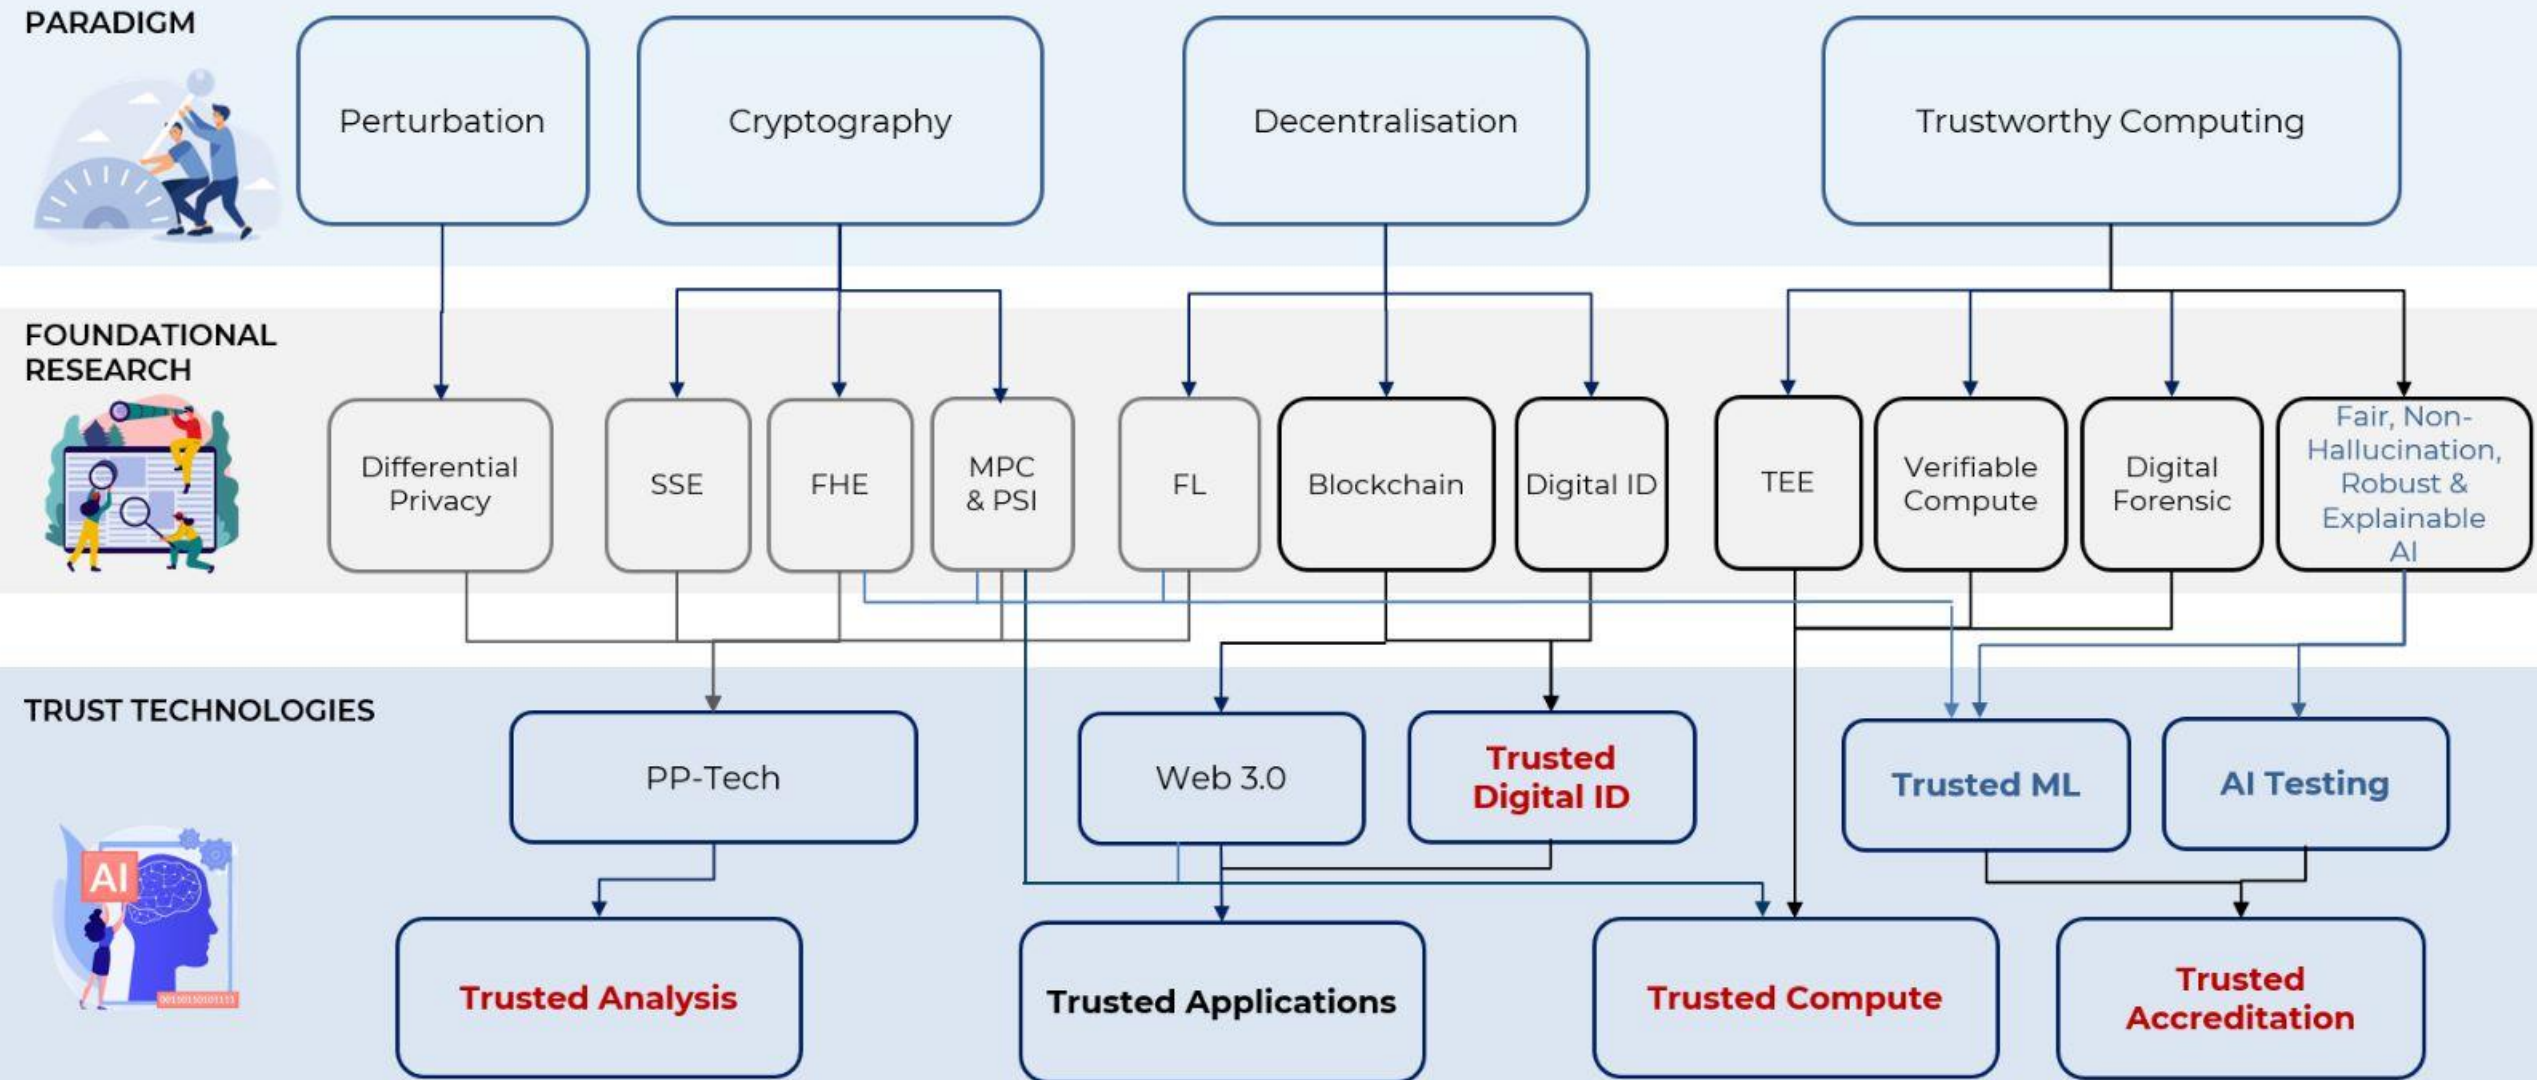 PARADIGM
Perturbation
Cryptography
Decentralisation
Trustworthy Computing
FOUNDATIONAL
RESEARCH
Differential
Privacy
SSE
FHE
MPC
& PSI
FL
Blockchain
Digital ID
TEE
Verifiable
Compute
Digital
Forensic
Fair, Non-
Hallucination,
Robust &
Explainable
AI
TRUST TECHNOLOGIES
PP-Tech
Web 3.0
Trusted
Digital ID
Trusted ML
AI Testing
AI
Trusted Analysis
Trusted Applications
Trusted Compute
Trusted
Accreditation